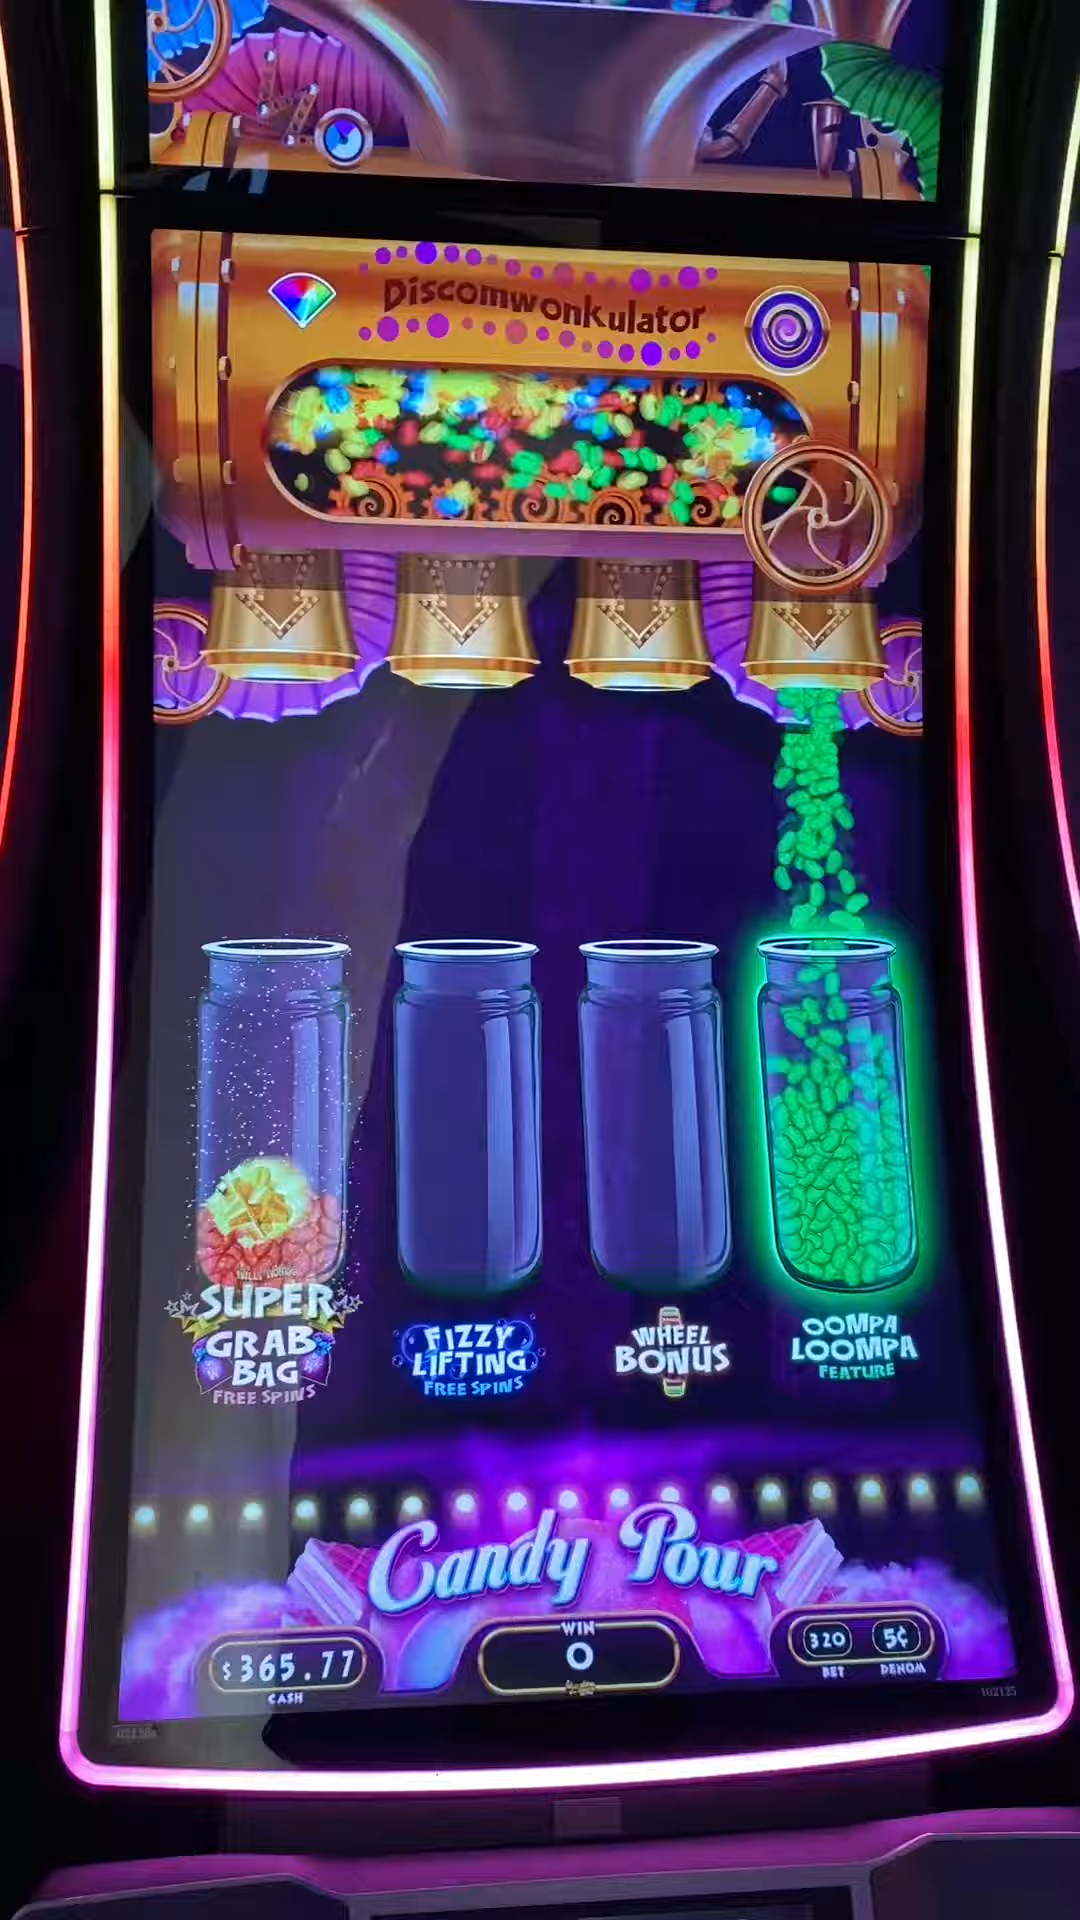 Discomwonkulator
SUPER
GRAB
BAG
FREE SPINS
FIZZY
LIFTING
FREE SPINS
WHEEL
BONUS
OOMPA
LOOMPA
FEATURE
Candy Pour
$365.77
CASH
WIN
0
320
BET
5¢
DENOM
102125